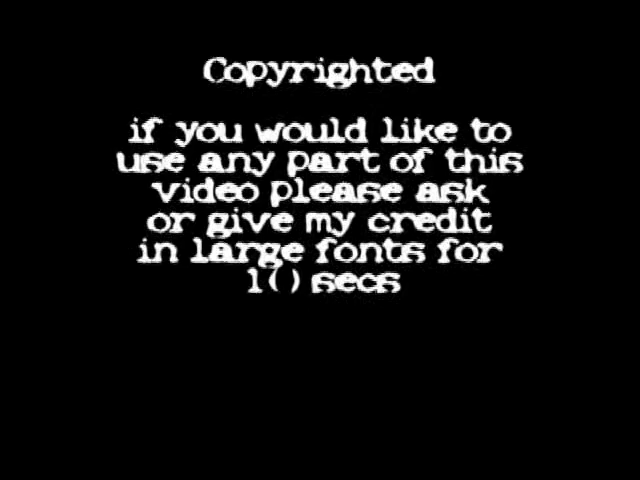 Copyrighted
if you would like to
use any part of this
video please ask
or give my credit
in large fonts for
1() secs